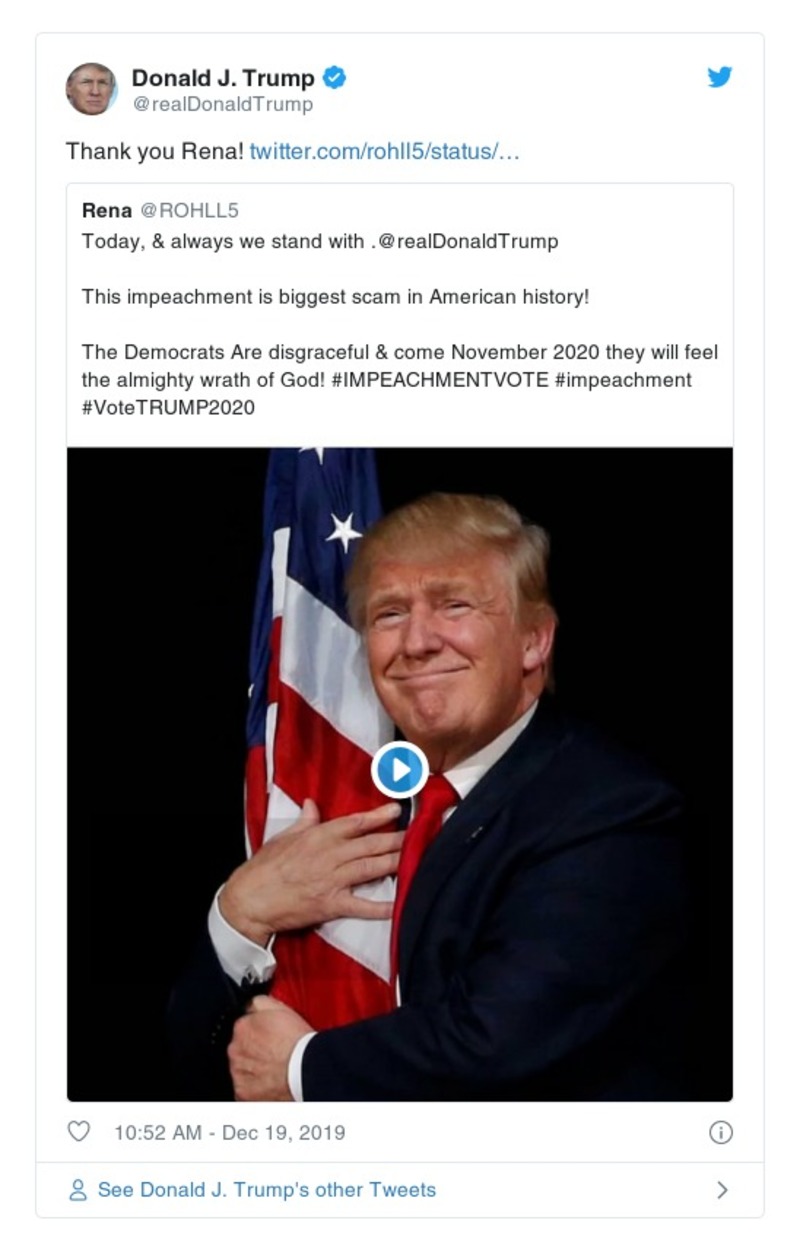 Donald J. Trump
@realDonaldTrump
Thank you Rena! twitter.com/rohll5/status/…
Rena @ROHLL5
Today, & always we stand with .@realDonaldTrump
This impeachment is biggest scam in American history!
The Democrats Are disgraceful & come November 2020 they will feel
the almighty wrath of God! #IMPEACHMENTVOTE #impeachment
#VoteTRUMP2020
10:52 AM - Dec 19, 2019
See Donald J. Trump's other Tweets